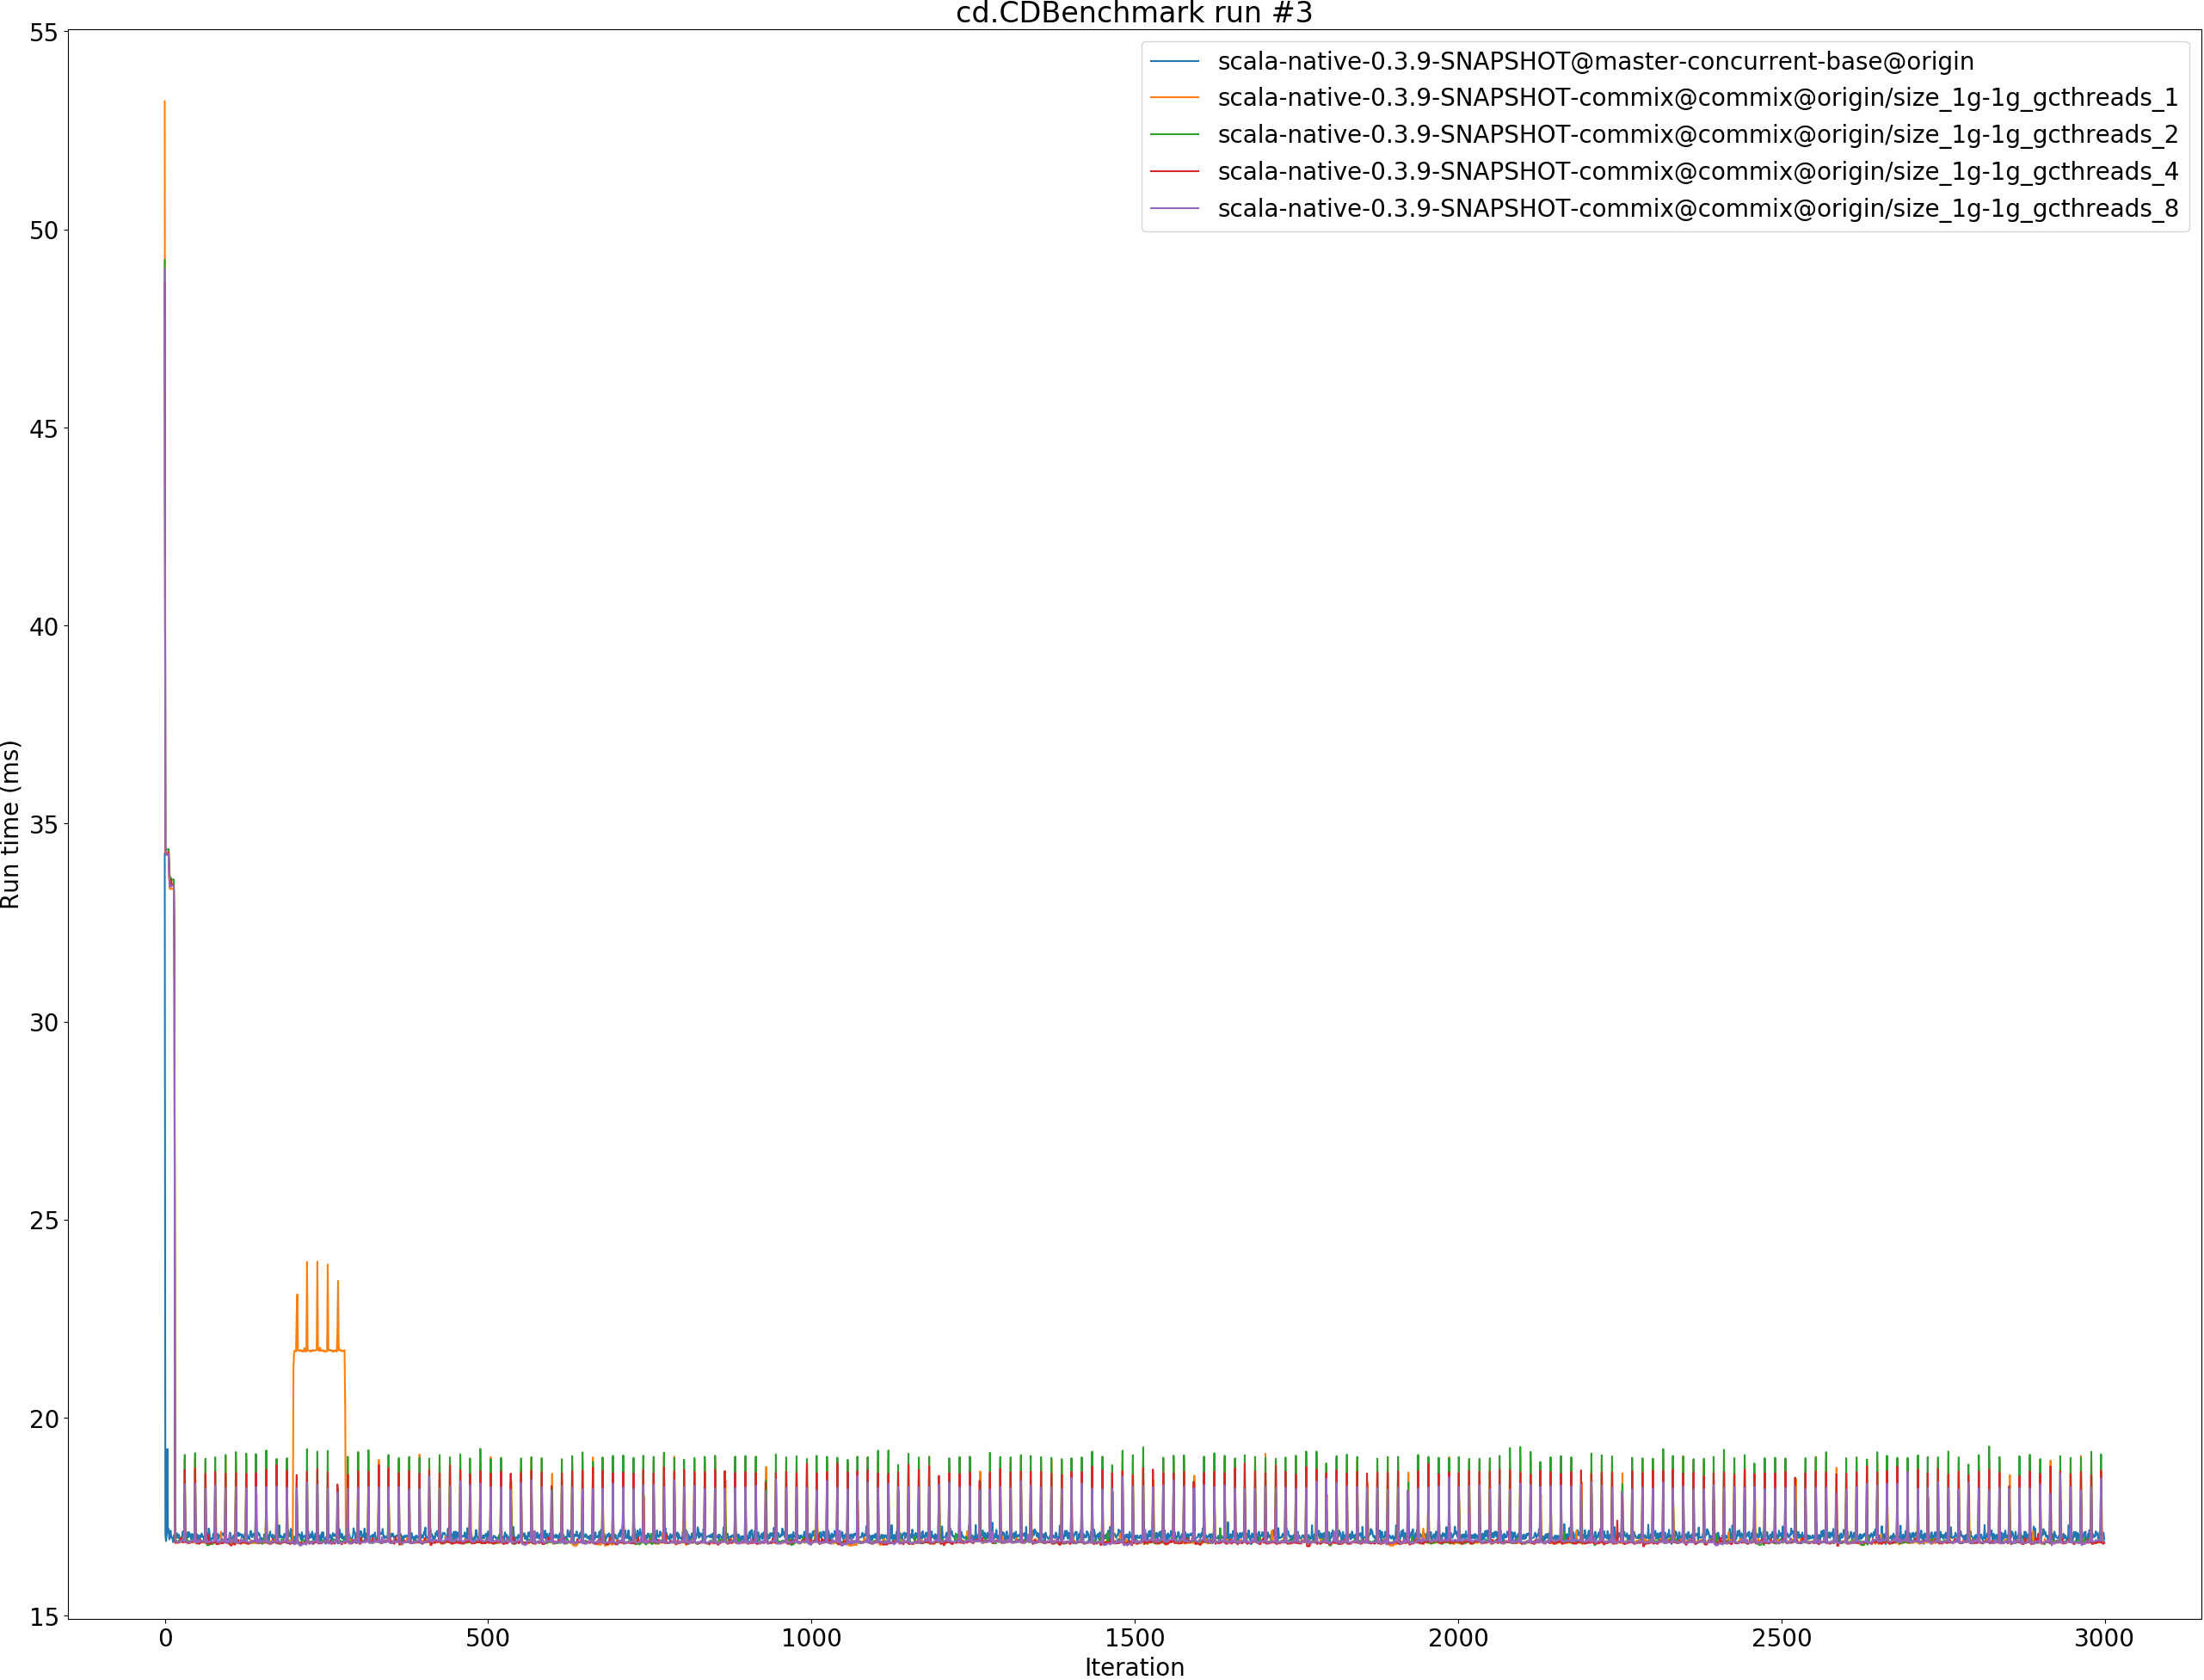 cd.CDBenchmark run #3
scala-native-0.3.9-SNAPSHOT@master-concurrent-base@origin
scala-native-0.3.9-SNAPSHOT-commix@commix@origin/size_1g-1g_gcthreads_1
scala-native-0.3.9-SNAPSHOT-commix@commix@origin/size_1g-1g_gcthreads_2
scala-native-0.3.9-SNAPSHOT-commix@commix@origin/size_1g-1g_gcthreads_4
scala-native-0.3.9-SNAPSHOT-commix@commix@origin/size_1g-1g_gcthreads_8
Run time (ms)
55
50
45
40
35
30
25
20
15
0 500 1000 1500 2000 2500 3000
Iteration